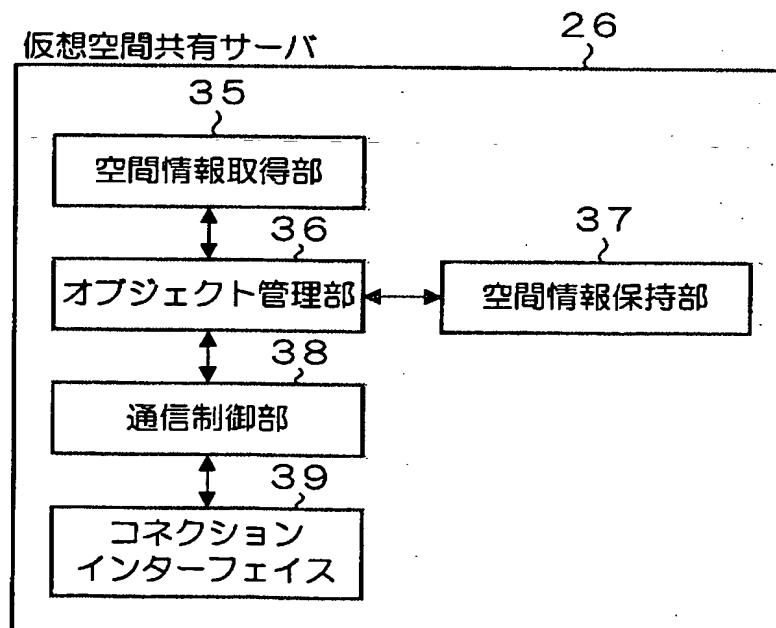 仮想空間共有サーバ
26
35
空間情報取得部
36
オブジェクト管理部
37
空間情報保持部
38
通信制御部
39
コネクション
インターフェイス